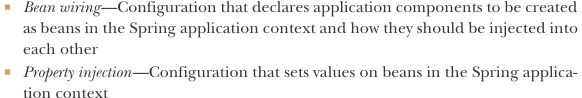 Bean wiring—Configuration that declares application components to be created
as beans in the Spring application context and how they should be injected into
each other
Property injection—Configuration that sets values on beans in the Spring applica-
tion context